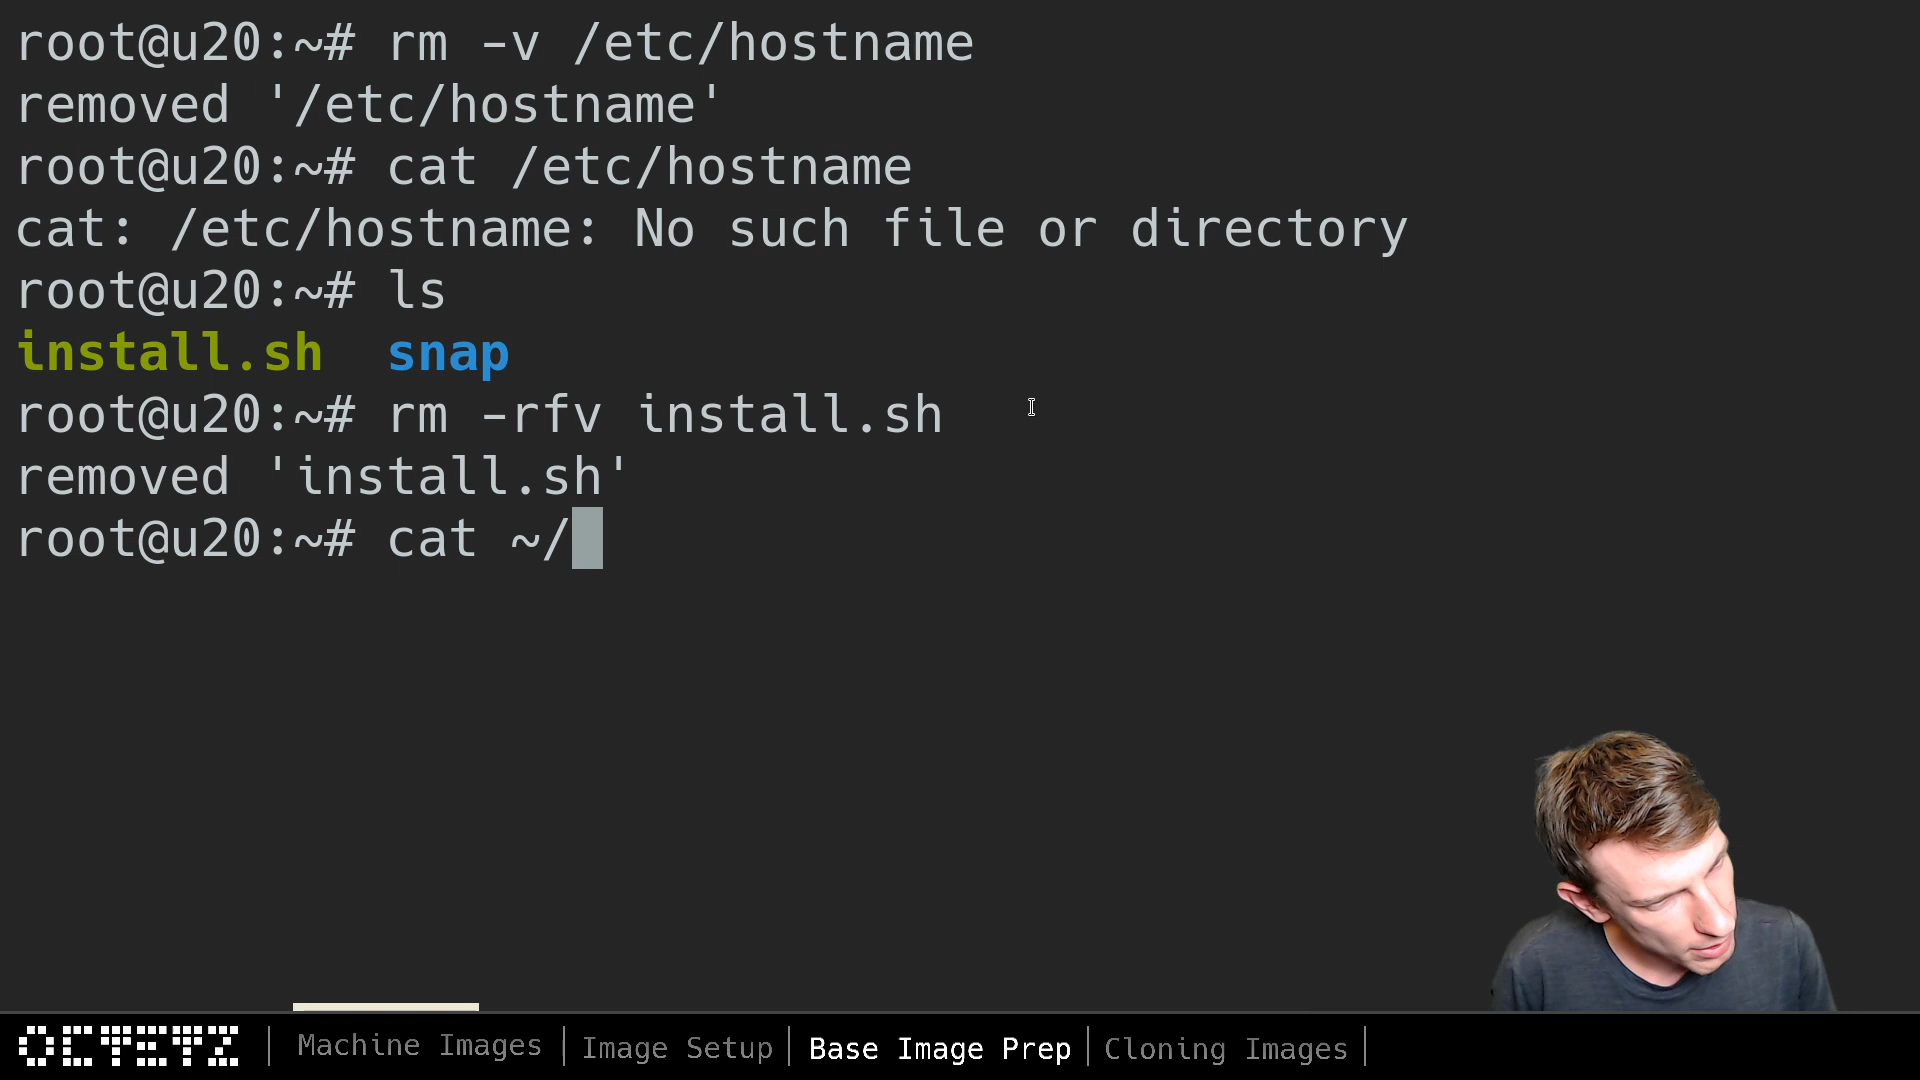 root@u20:~# rm -v /etc/hostname
removed '/etc/hostname'
root@u20:~# cat /etc/hostname
cat: /etc/hostname: No such file or directory
root@u20:~# ls
install.sh  snap
root@u20:~# rm -rfv install.sh
removed 'install.sh'
root@u20:~# cat ~/
OCTETZ | Machine Images | Image Setup | Base Image Prep | Cloning Images |